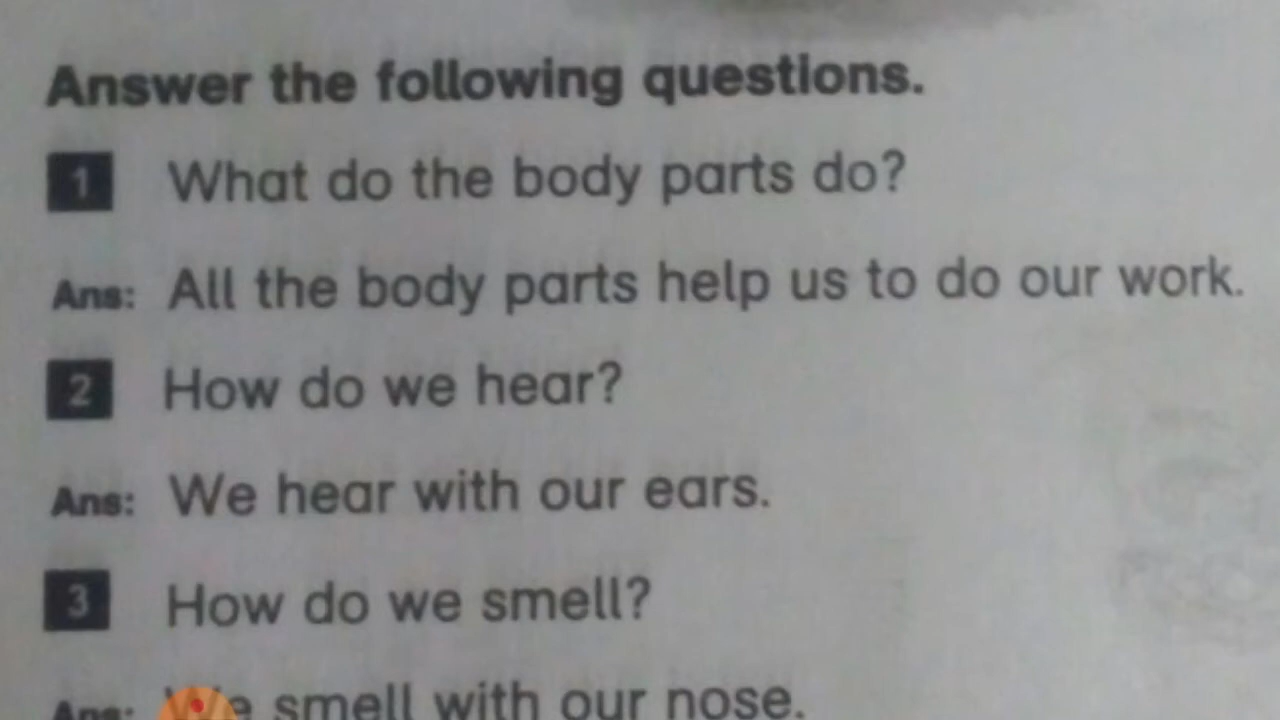 Answer the following questions.
1 What do the body parts do?
Ans: All the body parts help us to do our work.
2 How do we hear?
Ans: We hear with our ears.
3 How do we smell?
Ans: We smell with our nose.